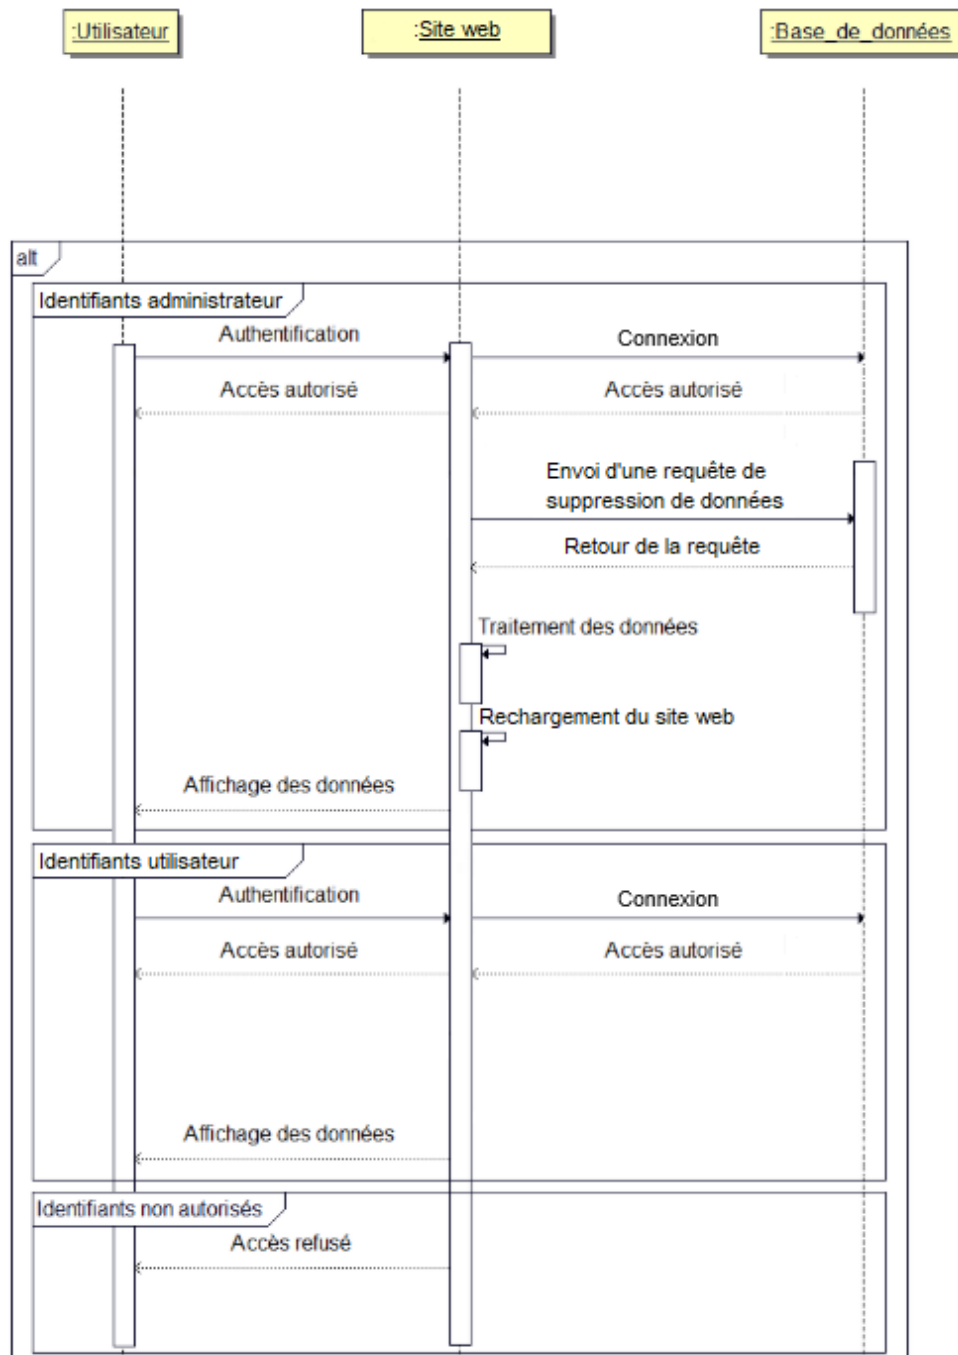 :Utilisateur
:Site web
:Base_de_données
alt
Identifiants administrateur
Authentification
Connexion
Accès autorisé
Accès autorisé
Envoi d'une requête de
suppression de données
Retour de la requête
Traitement des données
Rechargement du site web
Affichage des données
Identifiants utilisateur
Authentification
Connexion
Accès autorisé
Accès autorisé
Affichage des données
Identifiants non autorisés
Accès refusé